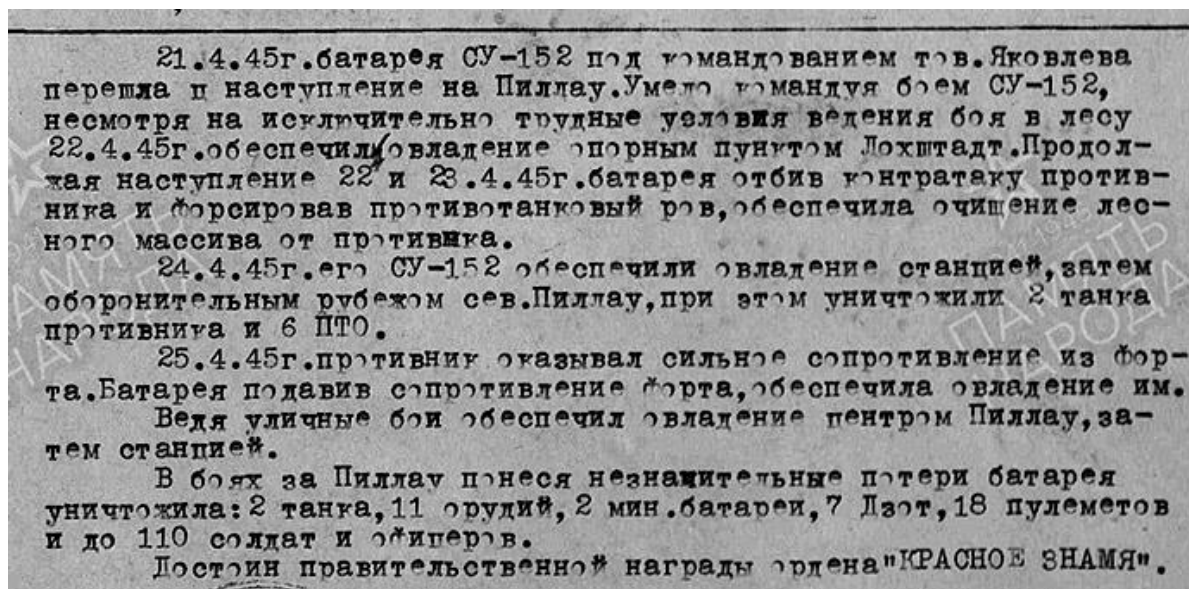 21.4.45г.батарея СУ-152 под командованием тов.Яковлева
перешла п наступление на Пиллау.Умело командуя боем СУ-152,
несмотря на исключительно трудные условия ведения боя в лесу
22.4.45г.обеспечил овладение опорным пунктом Лохштадт.Продол-
жая наступление 22 и 23.4.45г.батарея отбив контратаку против-
ника и форсировав противотанковый ров,обеспечила очищение лес-
ного массива от противника.
24.4.45г.его СУ-152 обеспечили овладение станцией,затем
оборонительным рубежом сев.Пиллау,при этом уничтожили 2 танка
противника и 6 ПТО.
25.4.45г.противник оказывал сильное сопротивление из фор-
та.Батарея подавив сопротивление форта,обеспечила овладение им.
Ведя уличные бои обеспечил овладение центром Пиллау,за-
тем станцией.
В боях за Пиллау понеся незначительные потери батарея
уничтожила:2 танка,11 орудий,2 мин.батареи,7 Дзот,18 пулеметов
и до 110 солдат и офицеров.
Достоин правительственной награды ордена"КРАСНОЕ ЗНАМЯ".
ПАМЯТЬ
НАРОДА
ПАМЯТЬ
НАРОДА